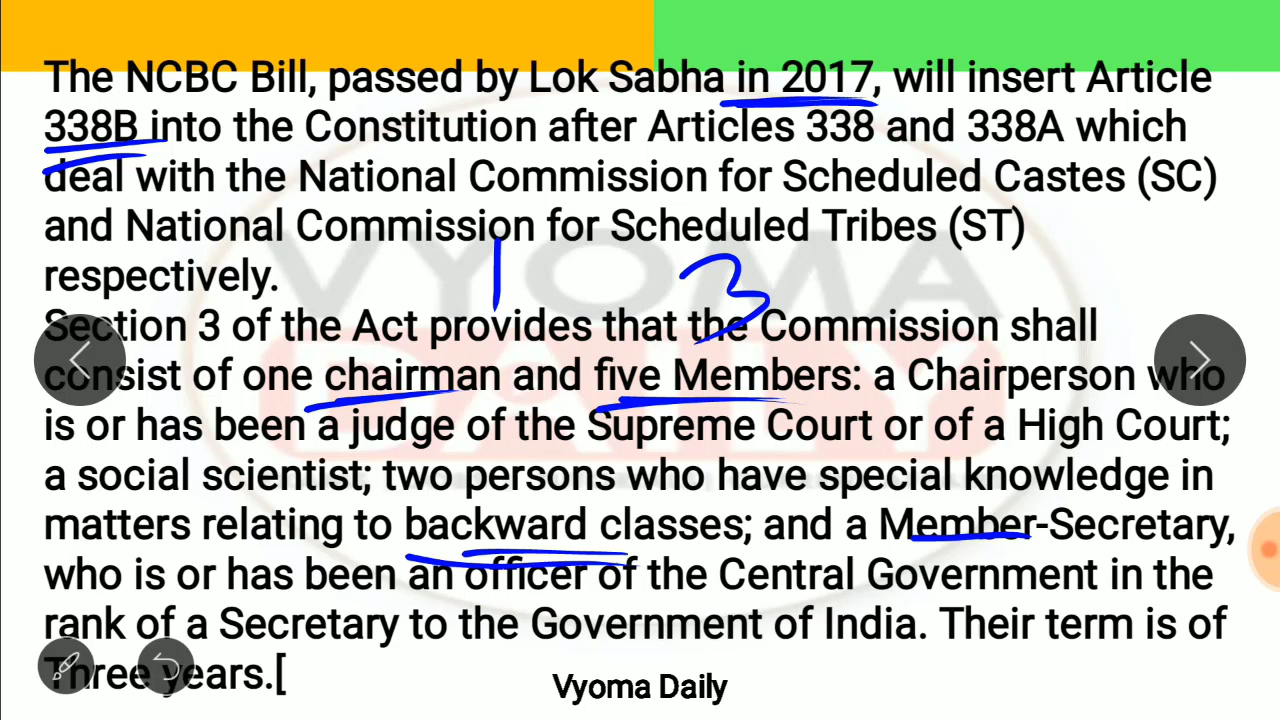 The NCBC Bill, passed by Lok Sabha in 2017, will insert Article
338B into the Constitution after Articles 338 and 338A which
deal with the National Commission for Scheduled Castes (SC)
and National Commission for Scheduled Tribes (ST)
respectively.
1 3
Section 3 of the Act provides that the Commission shall
consist of one chairman and five Members: a Chairperson who
is or has been a judge of the Supreme Court or of a High Court;
a social scientist; two persons who have special knowledge in
matters relating to backward classes; and a Member-Secretary,
who is or has been an officer of the Central Government in the
rank of a Secretary to the Government of India. Their term is of
Three years.[
Vyoma Daily
VYOMA
DAILY